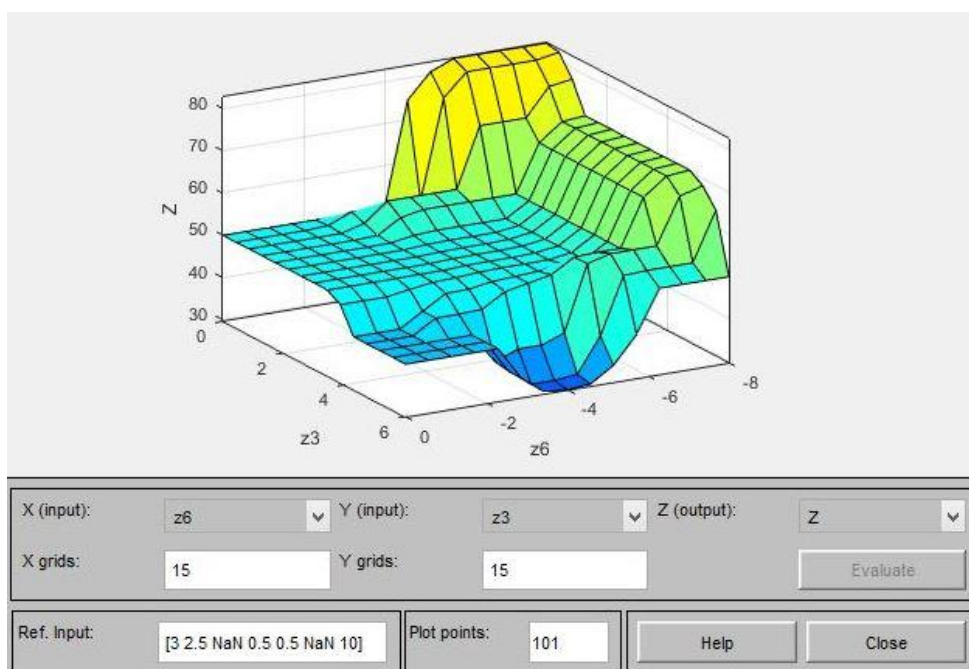 80
70
60
50
40
30
Z
0
2
4
6
z3
0
-2
-4
-6
-8
z6
X (input): z6 Y (input): z3 Z (output): Z
X grids: 15 Y grids: 15 Evaluate
Ref. Input: [3 2.5 NaN 0.5 0.5 NaN 10] Plot points: 101 Help Close